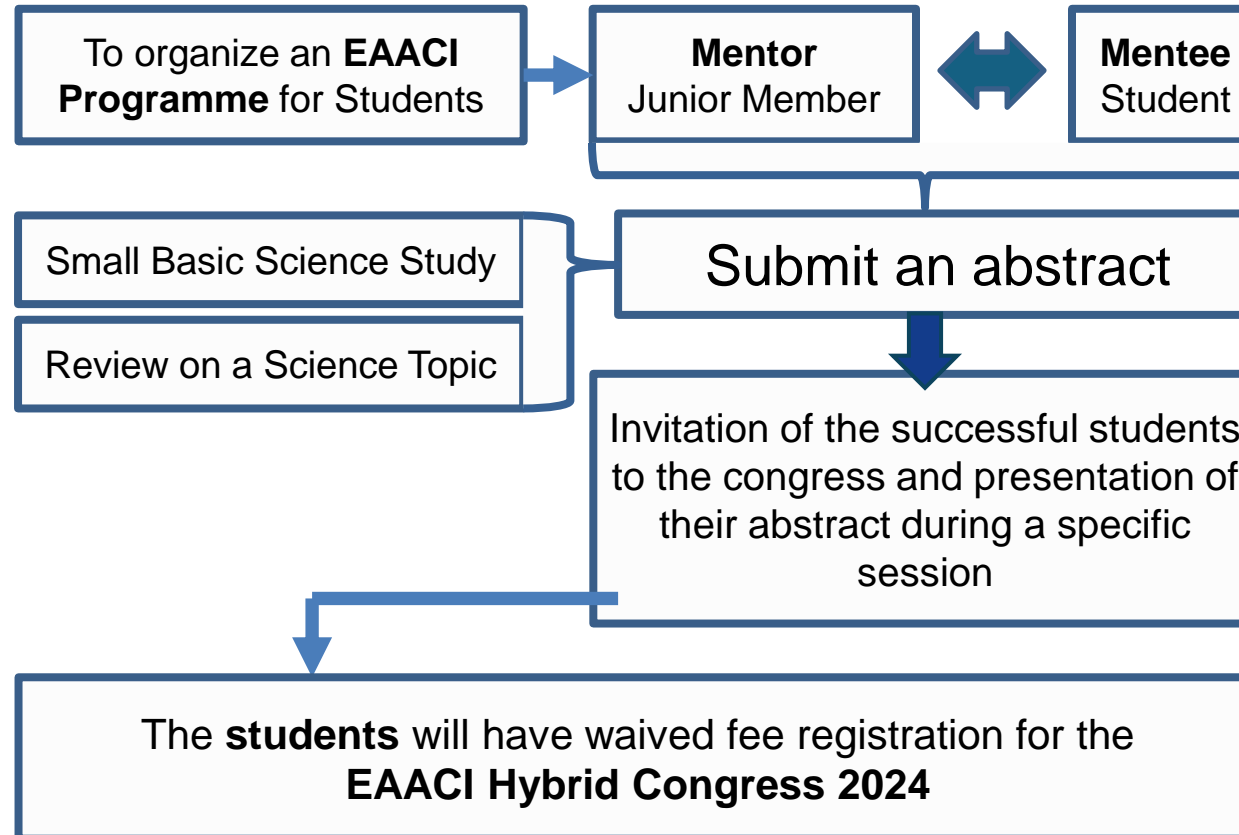 To organize an EAACI
Programme for Students
Mentor
Junior Member
Mentee
Student
Small Basic Science Study
Review on a Science Topic
Submit an abstract
Invitation of the successful students
to the congress and presentation of
their abstract during a specific
session
The students will have waived fee registration for the
EAACI Hybrid Congress 2024